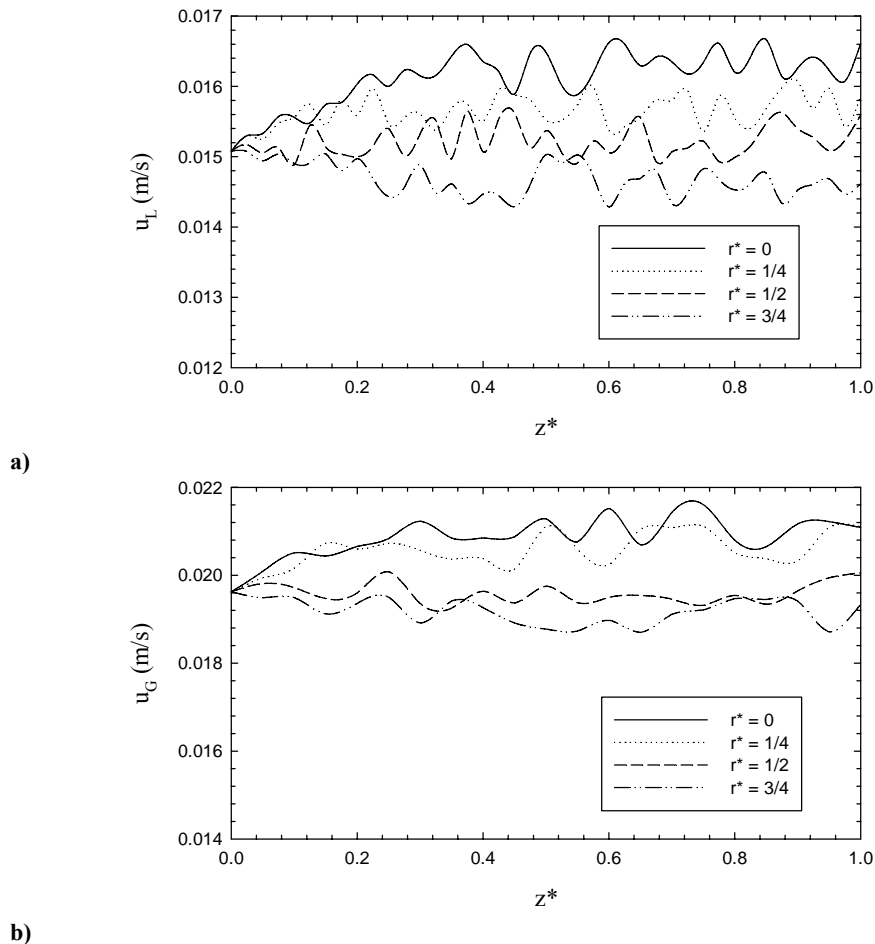 0.017
0.016
0.015
0.014
0.013
0.012
u_L (m/s)
r* = 0
r* = 1/4
r* = 1/2
r* = 3/4
0.0 0.2 0.4 0.6 0.8 1.0
z*
a)
0.022
0.020
0.018
0.016
0.014
u_G (m/s)
r* = 0
r* = 1/4
r* = 1/2
r* = 3/4
0.0 0.2 0.4 0.6 0.8 1.0
z*
b)